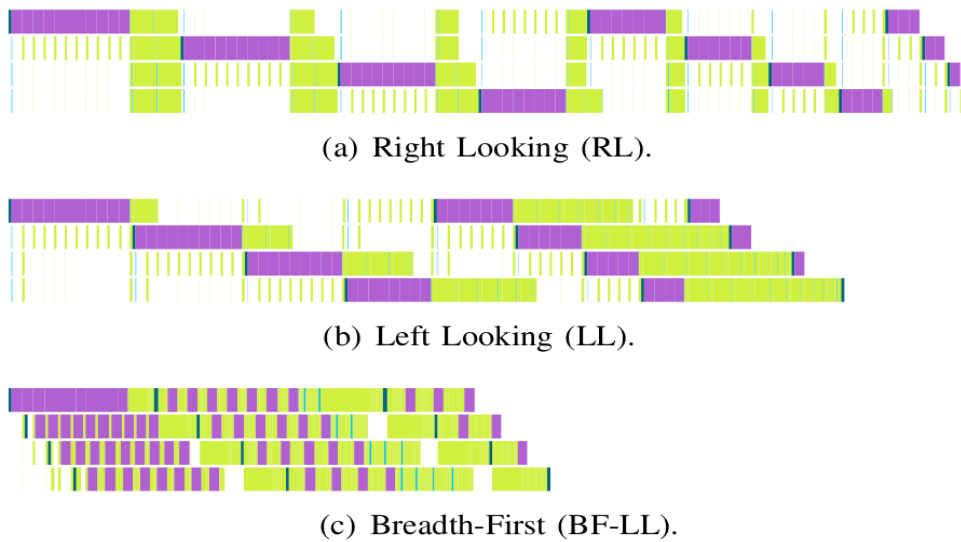 (a) Right Looking (RL).
(b) Left Looking (LL).
(c) Breadth-First (BF-LL).